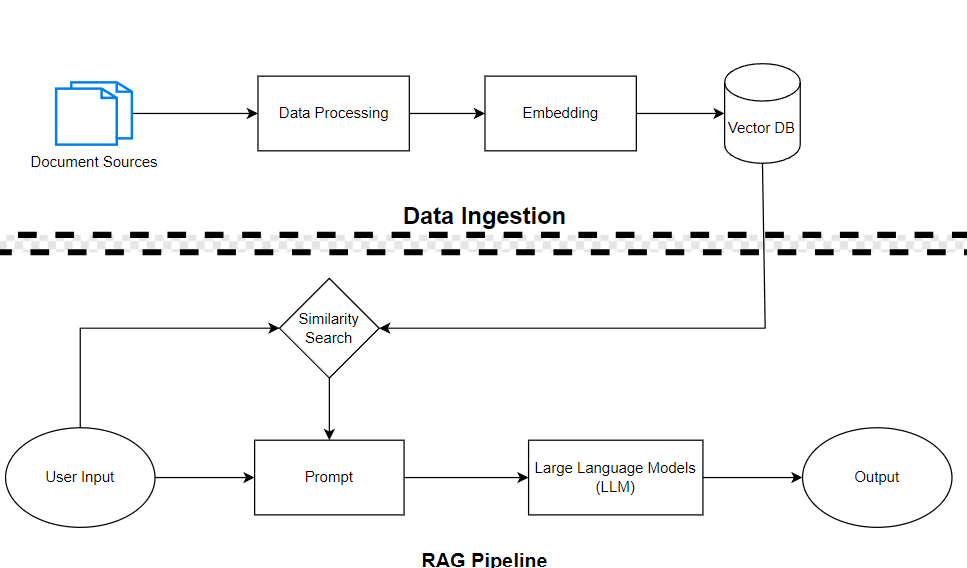 Data Processing
Embedding
Vector DB
Document Sources
Data Ingestion
Similarity
Search
User Input
Prompt
Large Language Models
(LLM)
Output
RAG Pipeline